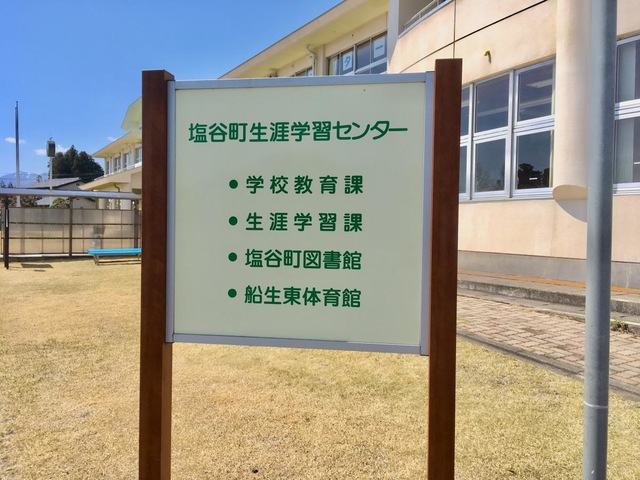 塩谷町生涯学習センター
• 学校教育課
• 生涯学習課
• 塩谷町図書館
• 船生東体育館